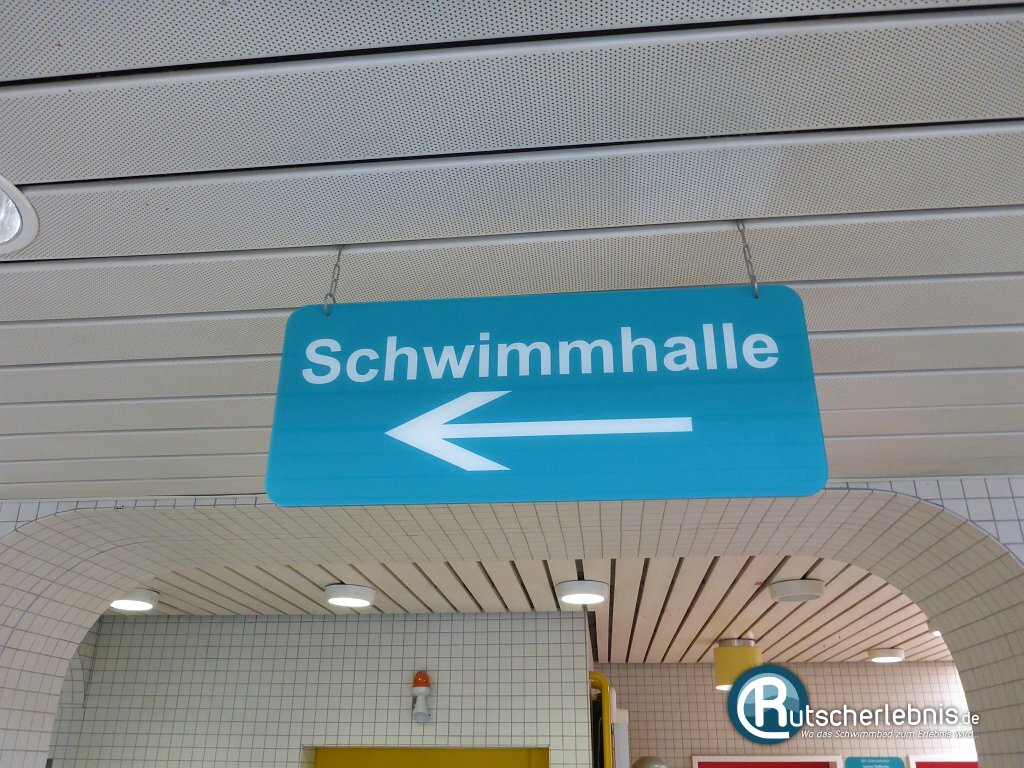 Schwimmhalle
Rutscherlebnis.de
Wo das Schwimmbad zum Erlebnis wird...